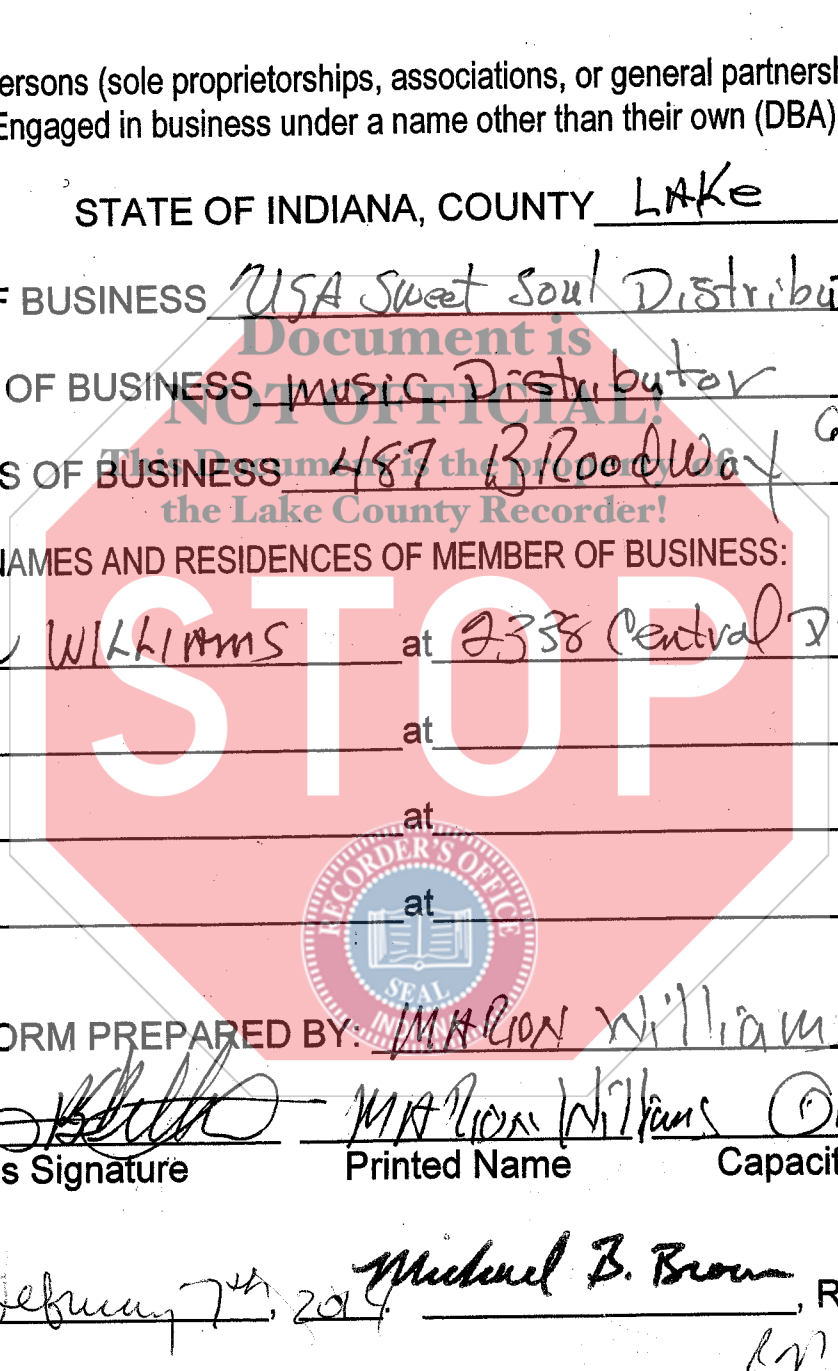 ersons (sole proprietorships, associations, or general partnersh
Engaged in business under a name other than their own (DBA)
STATE OF INDIANA, COUNTY LAKe
F BUSINESS USA Sweet Soul Distribu
Document is
OF BUSINESS music Distributor
NOT OFFICIAL!
S OF BUSINESS 487 BRoadWay
This Document is the property of
the Lake County Recorder!
NAMES AND RESIDENCES OF MEMBER OF BUSINESS:
WILLIAMS at 2338 Central D
STOP
at
at
at
RECORDER'S OFFICE
SEAL
INDIANA
ORM PREPARED BY: MARION William
MARION Williams
s Signature Printed Name Capacit
February 7th, 2014 Michael B. Brown, R